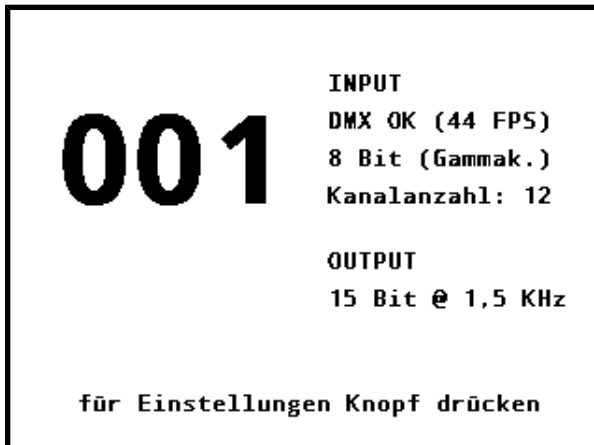 001
INPUT
DMX OK (44 FPS)
8 Bit (Gammak.)
Kanalanzahl: 12
OUTPUT
15 Bit @ 1,5 KHz
für Einstellungen Knopf drücken